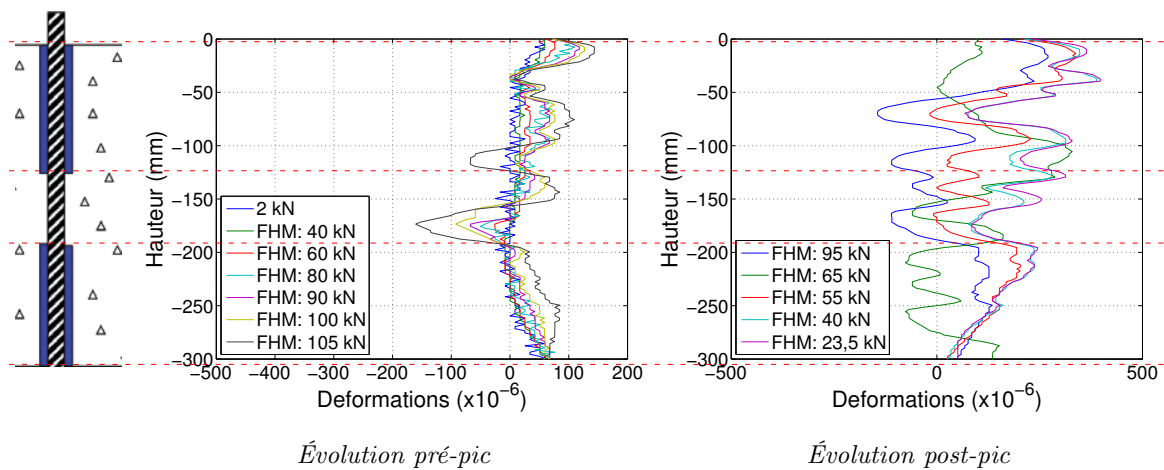 0
−50
−100
−150
−200
−250
−300
Hauteur (mm)
2 kN
FHM: 40 kN
FHM: 60 kN
FHM: 80 kN
FHM: 90 kN
FHM: 100 kN
FHM: 105 kN
−500 −400 −300 −200 −100 0 100 200
Deformations (x10⁻⁶)
Évolution pré-pic
0
−50
−100
−150
−200
−250
−300
Hauteur (mm)
FHM: 95 kN
FHM: 65 kN
FHM: 55 kN
FHM: 40 kN
FHM: 23,5 kN
−500 0 500
Deformations (x10⁻⁶)
Évolution post-pic